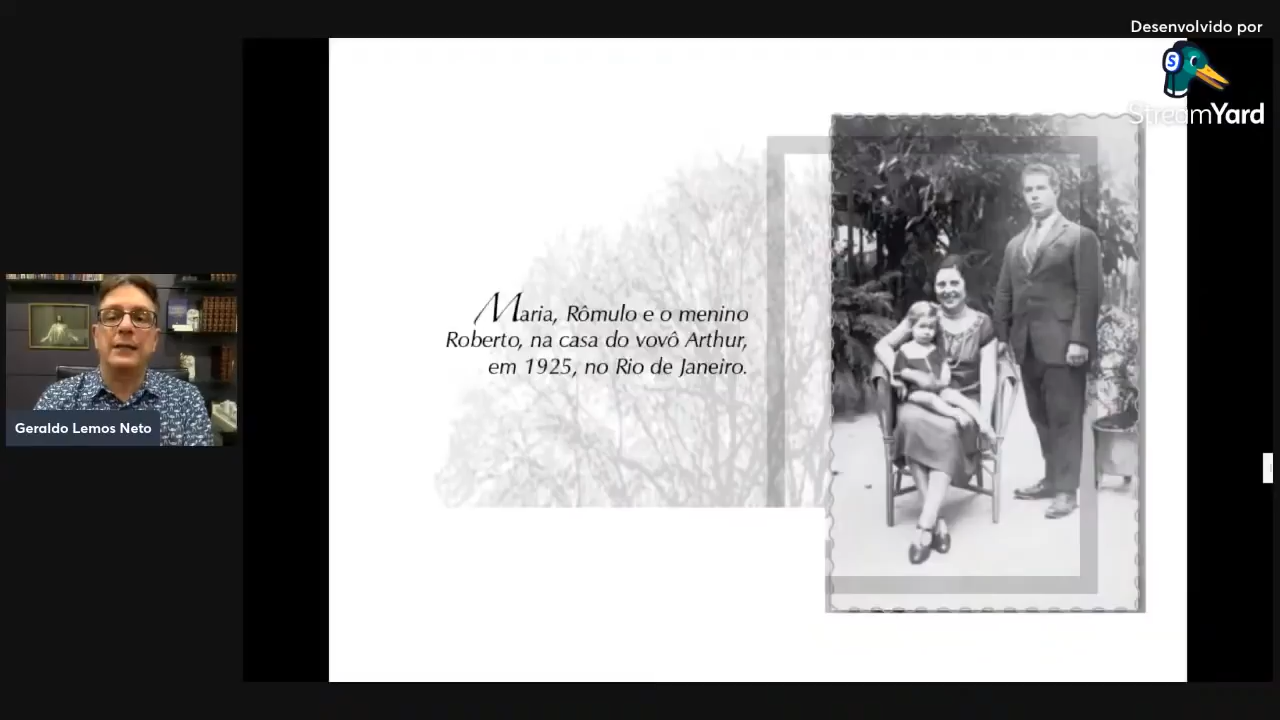 Desenvolvido por
StreamYard
Maria, Rômulo e o menino
Roberto, na casa do vovô Arthur,
em 1925, no Rio de Janeiro.
Geraldo Lemos Neto